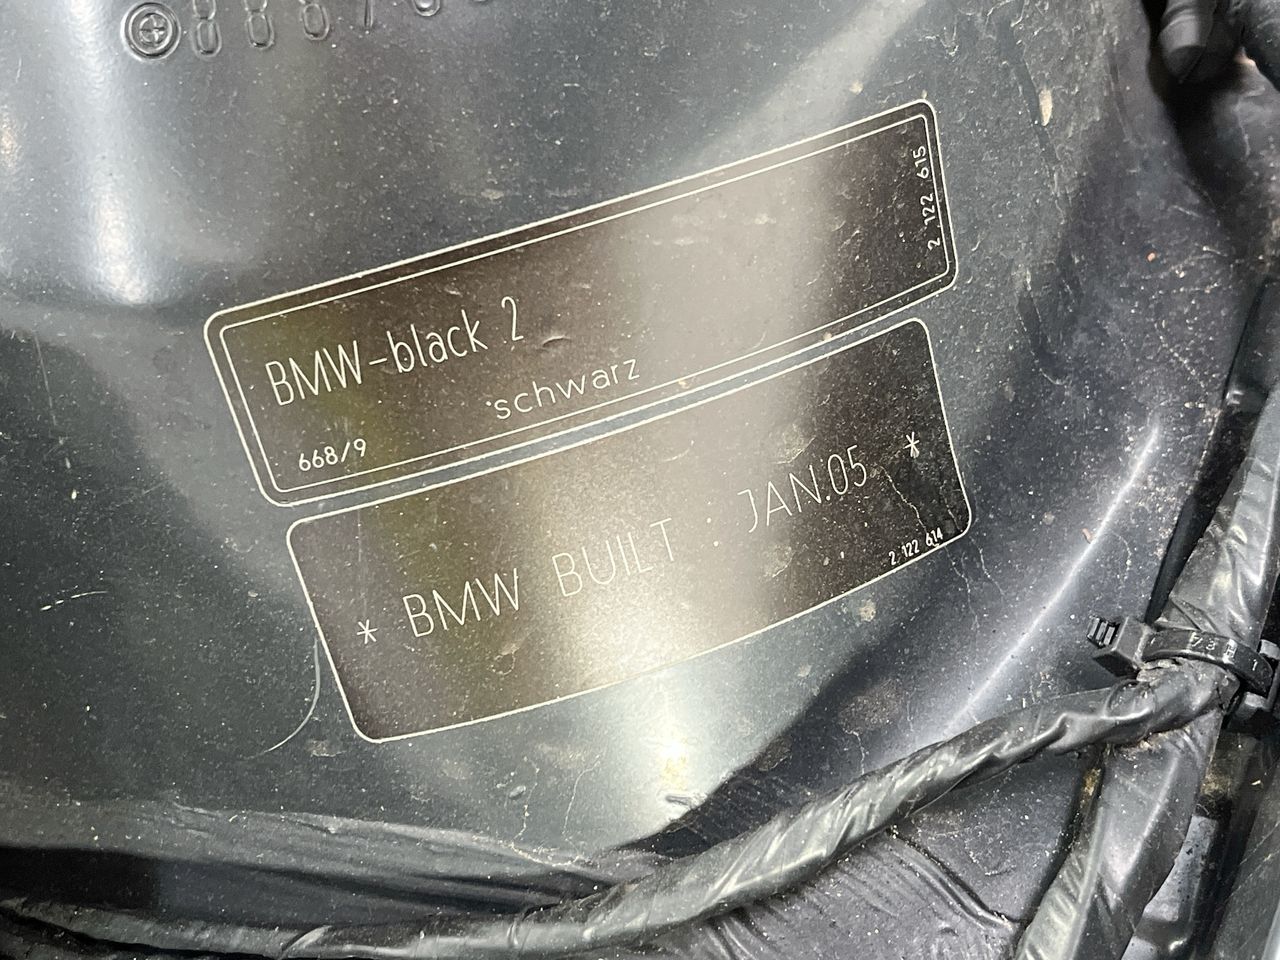 BMW-black 2
schwarz
668/9
2 122 615
* BMW BUILT : JAN.05 *
2 122 614